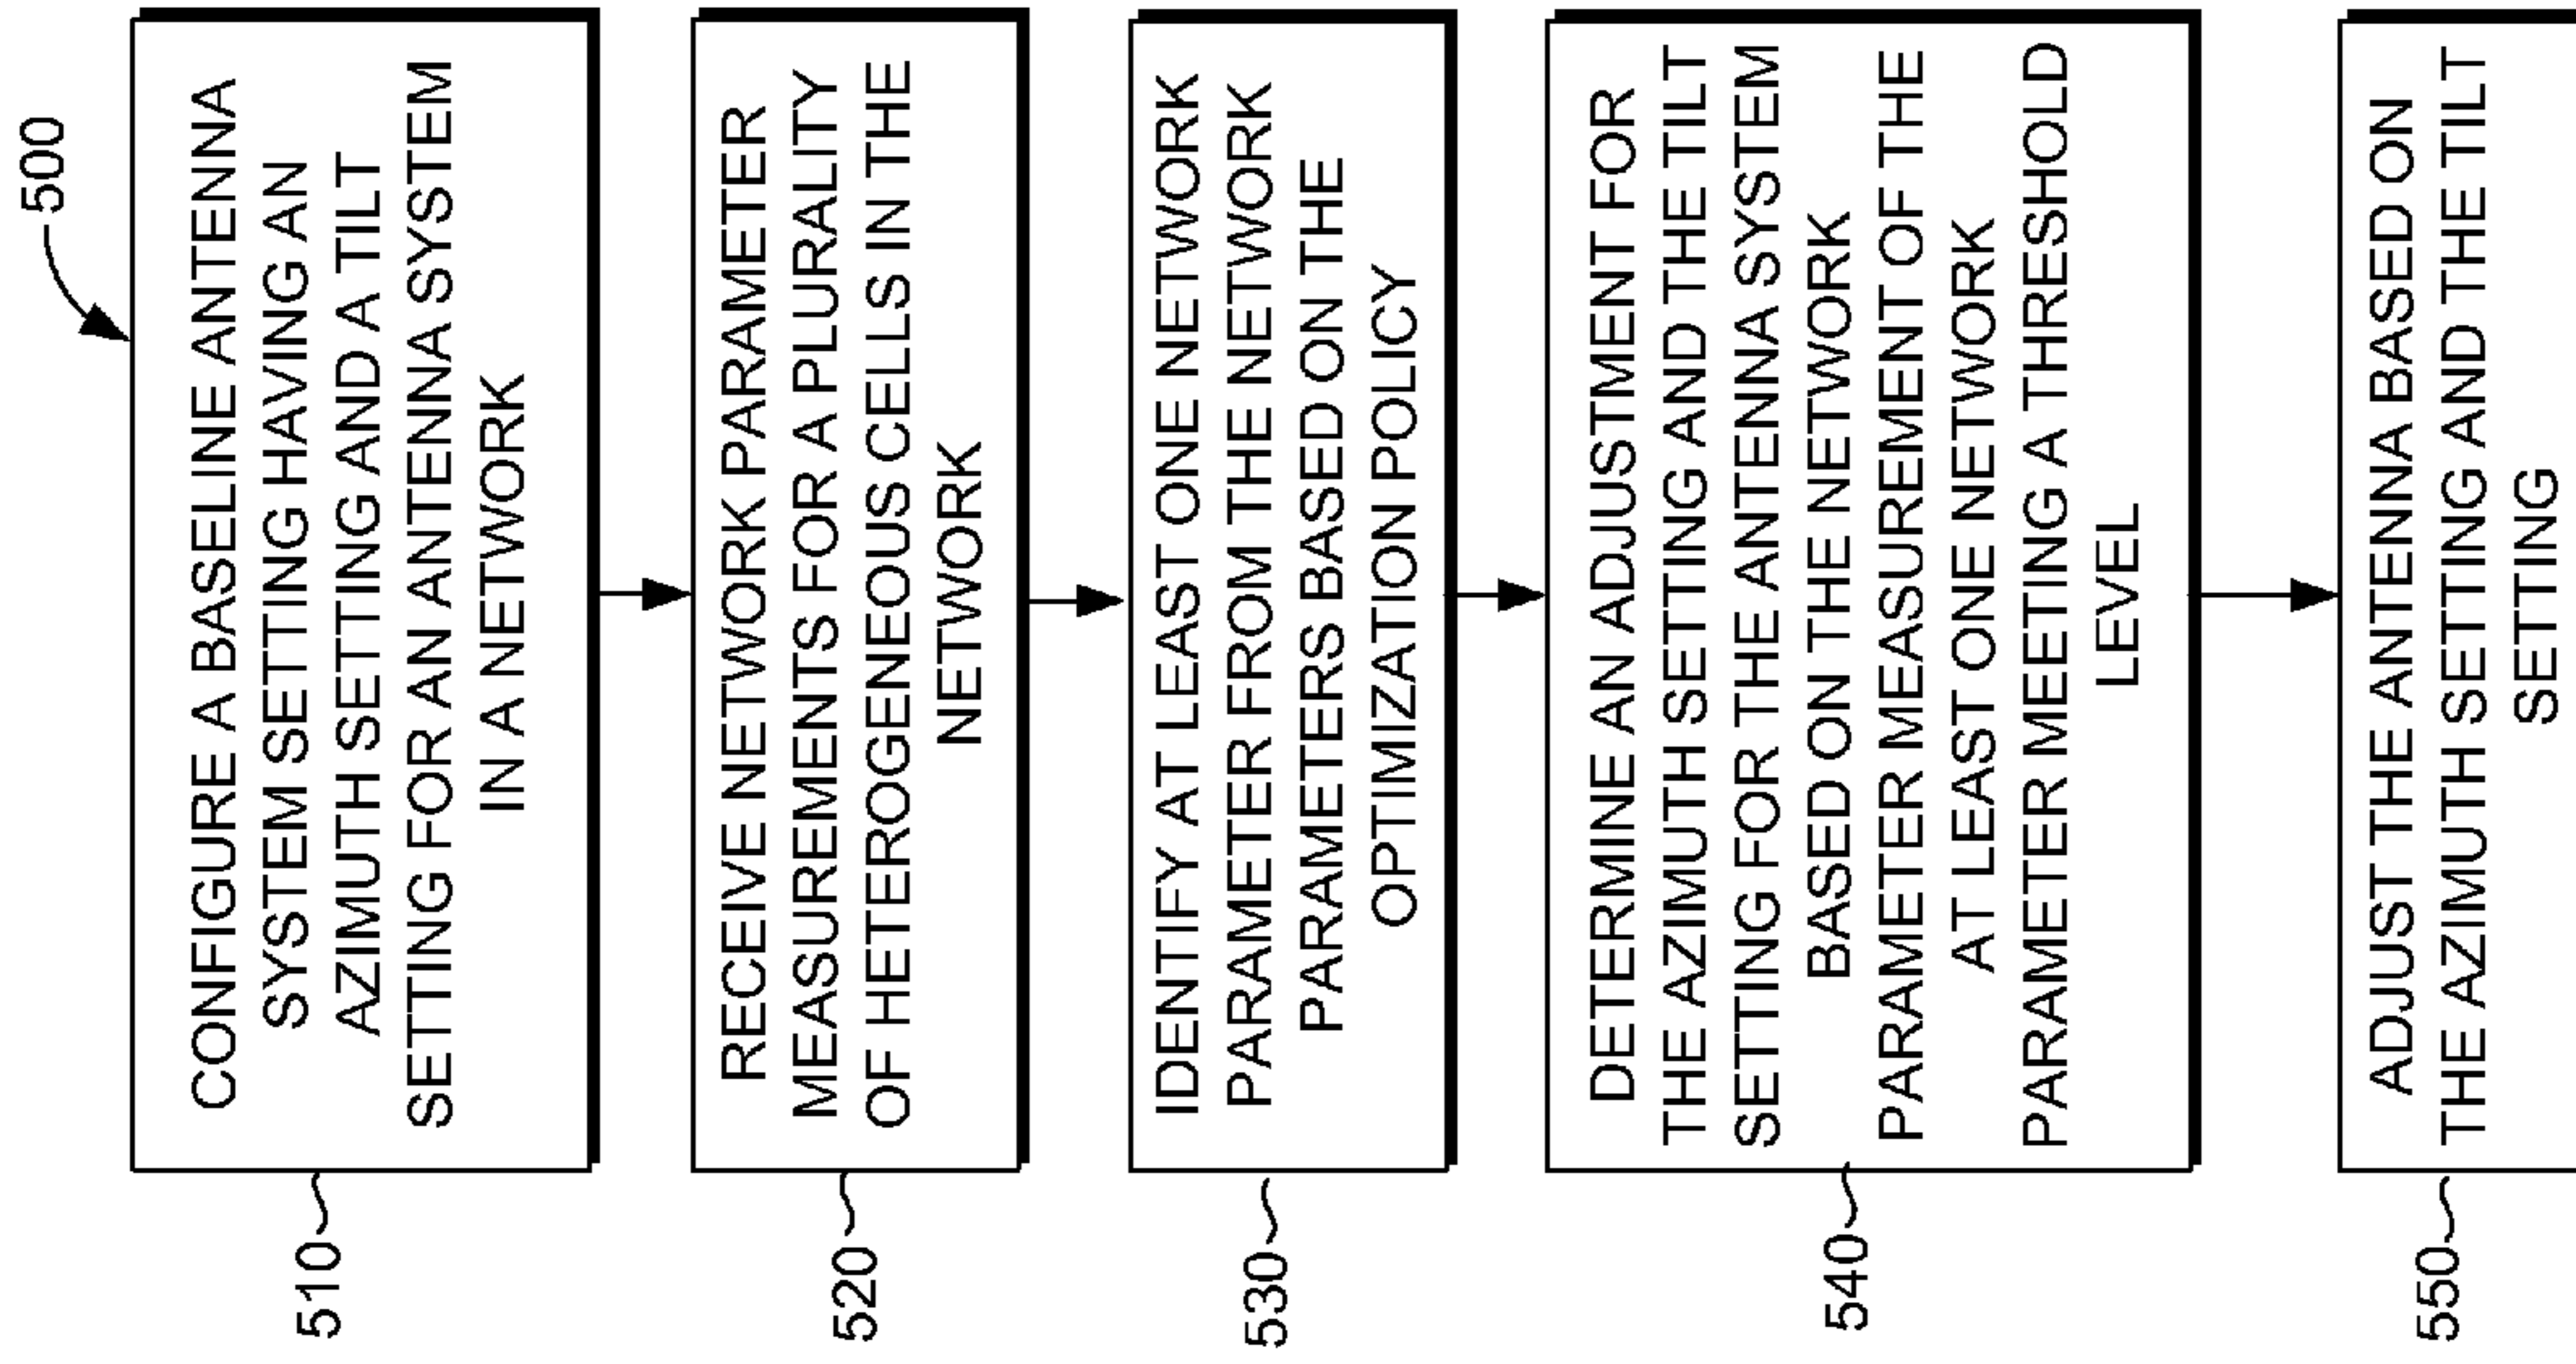 500
510
CONFIGURE A BASELINE ANTENNA
SYSTEM SETTING HAVING AN
AZIMUTH SETTING AND A TILT
SETTING FOR AN ANTENNA SYSTEM
IN A NETWORK
520
RECEIVE NETWORK PARAMETER
MEASUREMENTS FOR A PLURALITY
OF HETEROGENEOUS CELLS IN THE
NETWORK
530
IDENTIFY AT LEAST ONE NETWORK
PARAMETER FROM THE NETWORK
PARAMETERS BASED ON THE
OPTIMIZATION POLICY
540
DETERMINE AN ADJUSTMENT FOR
THE AZIMUTH SETTING AND THE TILT
SETTING FOR THE ANTENNA SYSTEM
BASED ON THE NETWORK
PARAMETER MEASUREMENT OF THE
AT LEAST ONE NETWORK
PARAMETER MEETING A THRESHOLD
LEVEL
550
ADJUST THE ANTENNA BASED ON
THE AZIMUTH SETTING AND THE TILT
SETTING